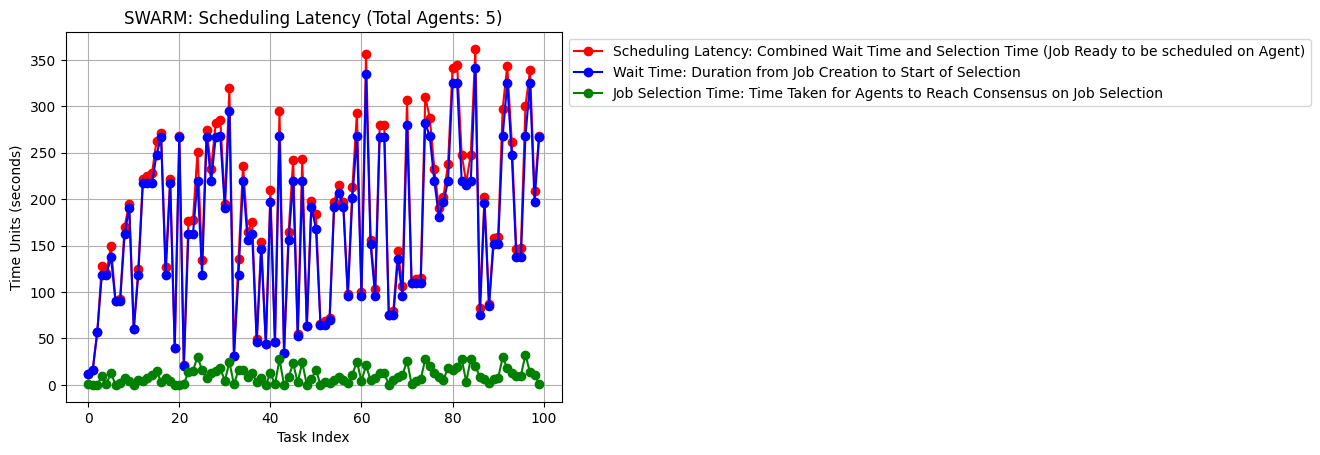 SWARM: Scheduling Latency (Total Agents: 5)
Scheduling Latency: Combined Wait Time and Selection Time (Job Ready to be scheduled on Agent)
Wait Time: Duration from Job Creation to Start of Selection
Job Selection Time: Time Taken for Agents to Reach Consensus on Job Selection
Time Units (seconds)
350
300
250
200
150
100
50
0
0 20 40 60 80 100
Task Index